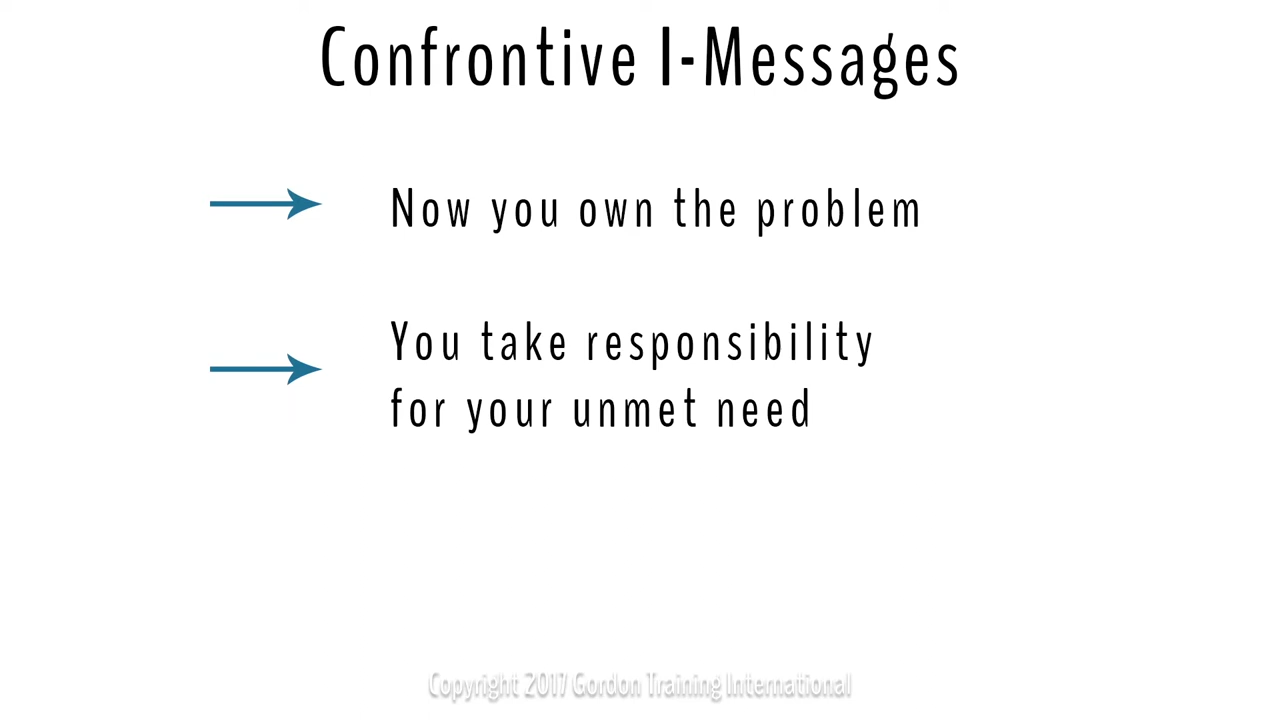 Confrontive I-Messages
Now you own the problem
You take responsibility
for your unmet need
Copyright 2017 Gordon Training International